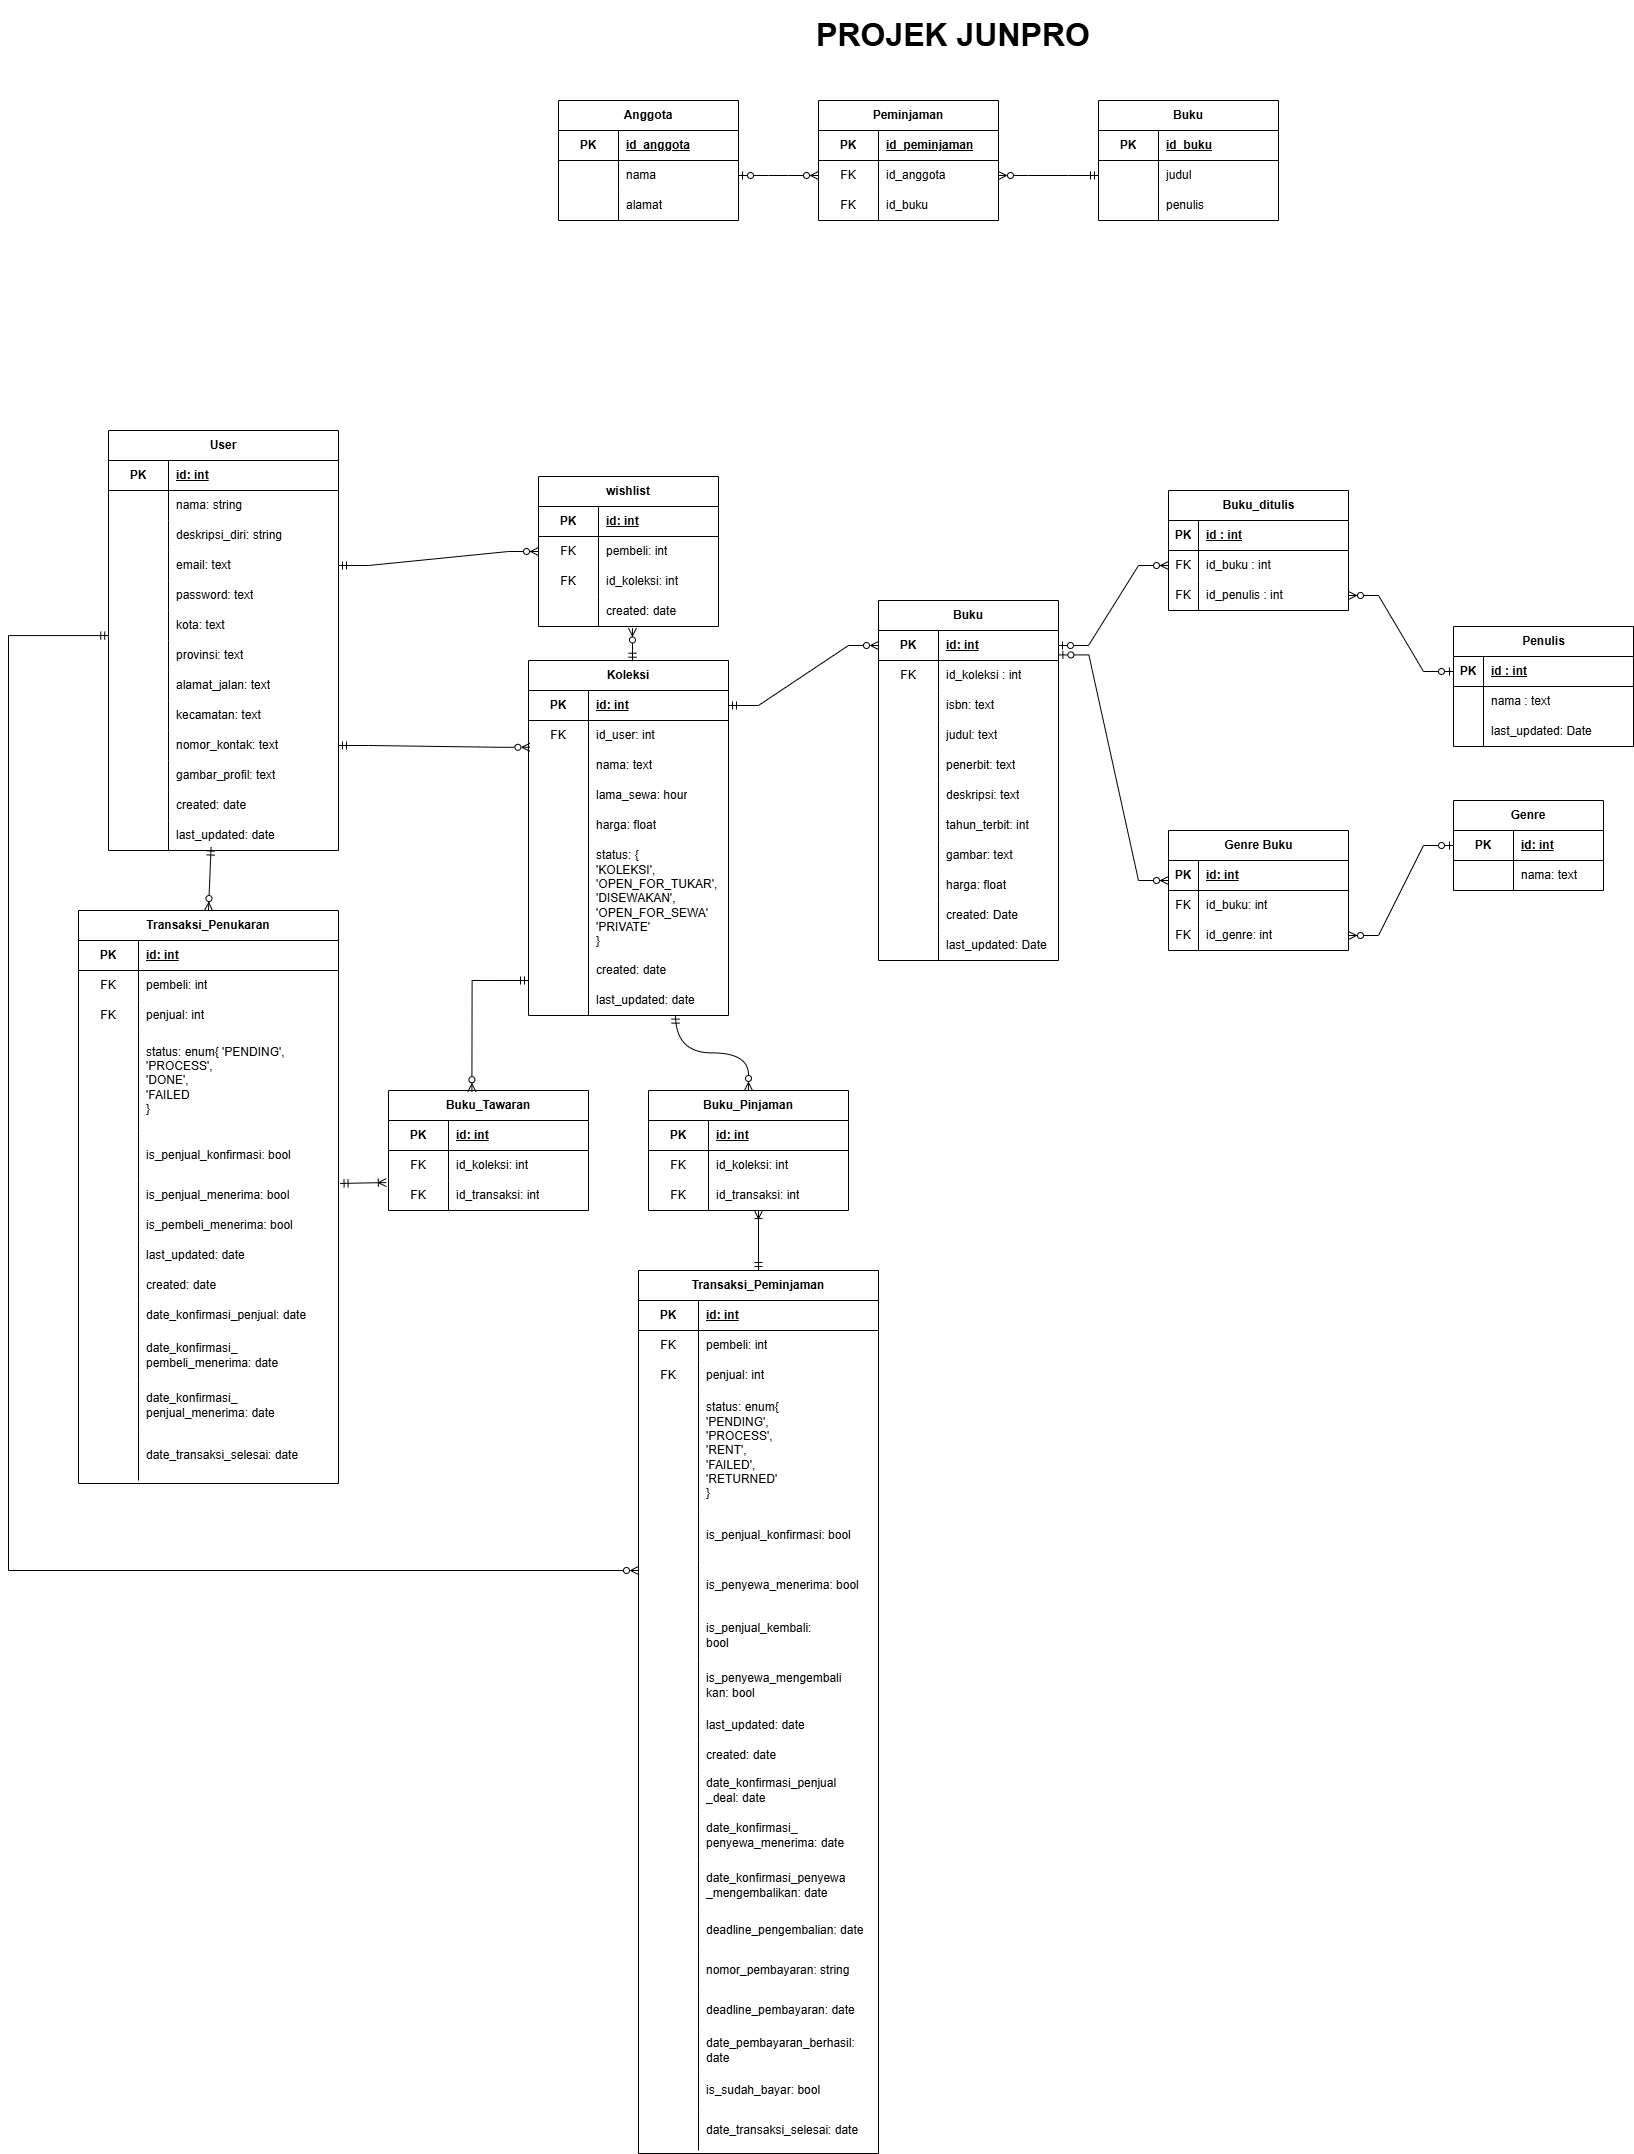 PROJEK JUNPRO
Anggota
PK id_anggota
nama
alamat
Peminjaman
PK id_peminjaman
FK id_anggota
FK id_buku
Buku
PK id_buku
judul
penulis
User
PK id: int
nama: string
deskripsi_diri: string
email: text
password: text
kota: text
provinsi: text
alamat_jalan: text
kecamatan: text
nomor_kontak: text
gambar_profil: text
created: date
last_updated: date
wishlist
PK id: int
FK pembeli: int
FK id_koleksi: int
created: date
Koleksi
PK id: int
FK id_user: int
nama: text
lama_sewa: hour
harga: float
status: {
'KOLEKSI',
'OPEN_FOR_TUKAR',
'DISEWAKAN',
'OPEN_FOR_SEWA'
'PRIVATE'
}
created: date
last_updated: date
Buku
PK id: int
FK id_koleksi : int
isbn: text
judul: text
penerbit: text
deskripsi: text
tahun_terbit: int
gambar: text
harga: float
created: Date
last_updated: Date
Buku_ditulis
PK id : int
FK id_buku : int
FK id_penulis : int
Penulis
PK id : int
nama : text
last_updated: Date
Genre
PK id: int
nama: text
Genre Buku
PK id: int
FK id_buku: int
FK id_genre: int
Transaksi_Penukaran
PK id: int
FK pembeli: int
FK penjual: int
status: enum{ 'PENDING',
'PROCESS',
'DONE',
'FAILED
}
is_penjual_konfirmasi: bool
is_penjual_menerima: bool
is_pembeli_menerima: bool
last_updated: date
created: date
date_konfirmasi_penjual: date
date_konfirmasi_
pembeli_menerima: date
date_konfirmasi_
penjual_menerima: date
date_transaksi_selesai: date
Buku_Tawaran
PK id: int
FK id_koleksi: int
FK id_transaksi: int
Buku_Pinjaman
PK id: int
FK id_koleksi: int
FK id_transaksi: int
Transaksi_Peminjaman
PK id: int
FK pembeli: int
FK penjual: int
status: enum{
'PENDING',
'PROCESS',
'RENT',
'FAILED',
'RETURNED'
}
is_penjual_konfirmasi: bool
is_penyewa_menerima: bool
is_penjual_kembali:
bool
is_penyewa_mengembali
kan: bool
last_updated: date
created: date
date_konfirmasi_penjual
_deal: date
date_konfirmasi_
penyewa_menerima: date
date_konfirmasi_penyewa
_mengembalikan: date
deadline_pengembalian: date
nomor_pembayaran: string
deadline_pembayaran: date
date_pembayaran_berhasil:
date
is_sudah_bayar: bool
date_transaksi_selesai: date